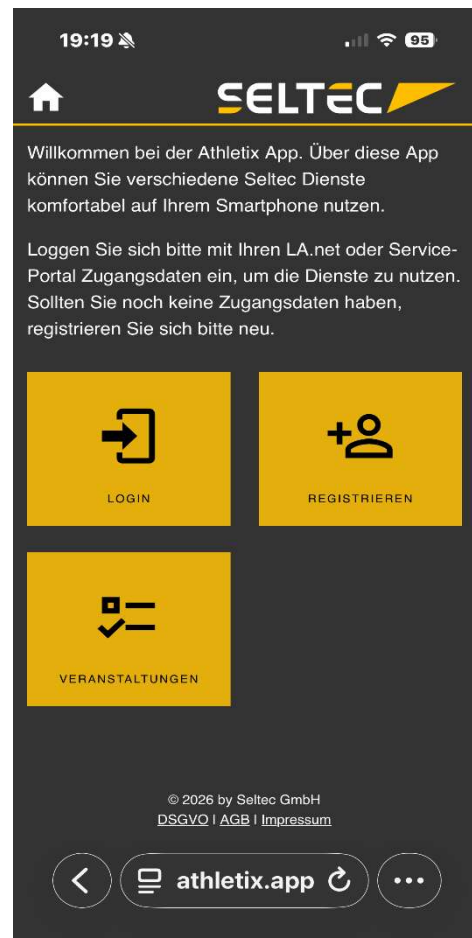 19:19
95
SELTEC
Willkommen bei der Athletix App. Über diese App
können Sie verschiedene Seltec Dienste
komfortabel auf Ihrem Smartphone nutzen.
Loggen Sie sich bitte mit Ihren LA.net oder Service-
Portal Zugangsdaten ein, um die Dienste zu nutzen.
Sollten Sie noch keine Zugangsdaten haben,
registrieren Sie sich bitte neu.
LOGIN
REGISTRIEREN
VERANSTALTUNGEN
© 2026 by Seltec GmbH
DSGVO | AGB | Impressum
athletix.app